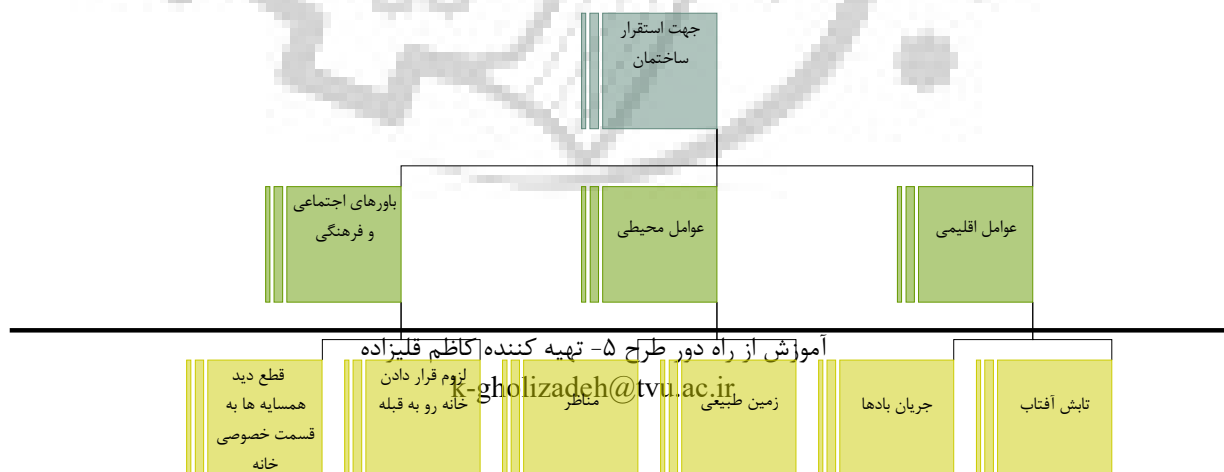 جهت استقرار
ساختمان
عوامل اقلیمی
عوامل محیطی
باورهای اجتماعی
و فرهنگی
آموزش از راه دور طرح ۵- تهیه کننده کاظم قلیزاده
k-gholizadeh@tvu.ac.ir
تابش آفتاب
جریان بادها
زمین طبیعی
مناظر
لزوم قرار دادن
خانه رو به قبله
قطع دید
همسایه ها به
قسمت خصوصی
خانه